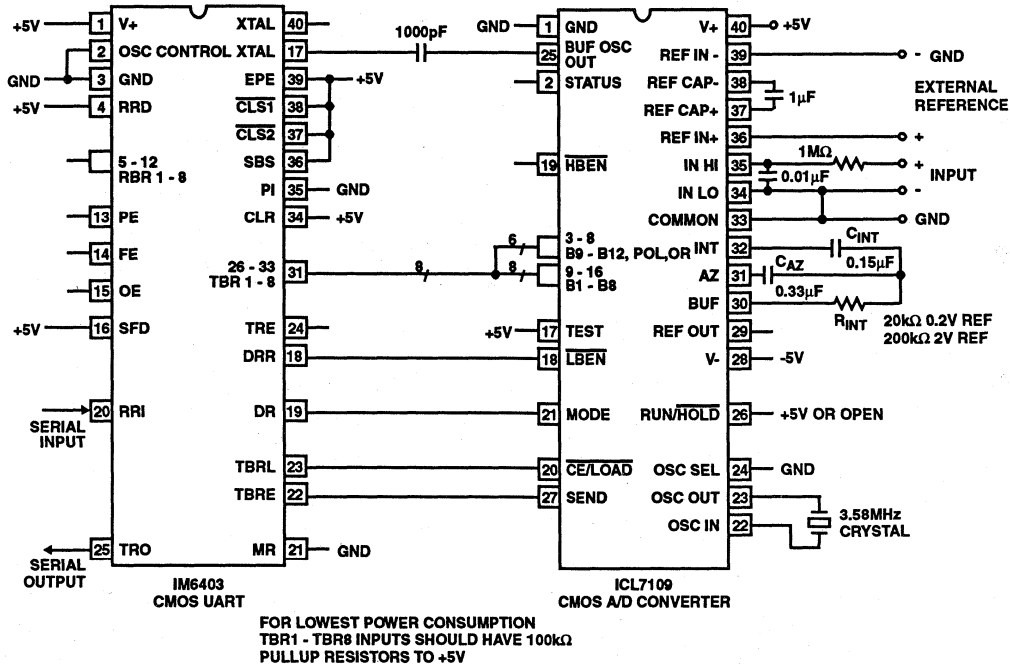 +5V 1 V+ XTAL 40
2 OSC CONTROL XTAL 17
GND 3 GND EPE 39 +5V
+5V 4 RRD CLS1 38
CLS2 37
5 - 12
RBR 1 - 8
SBS 36
PI 35 GND
13 PE CLR 34 +5V
14 FE
26 - 33
TBR 1 - 8
31
15 OE
+5V 16 SFD TRE 24
DRR 18
20 RRI DR 19
SERIAL
INPUT
TBRL 23
TBRE 22
25 TRO MR 21 GND
SERIAL
OUTPUT
IM6403
CMOS UART
1000pF
8
6
8
GND 1 GND V+ 40 +5V
25 BUF OSC
OUT
REF IN - 39 - GND
2 STATUS REF CAP- 38
1µF
REF CAP+ 37
EXTERNAL
REFERENCE
REF IN+ 36 +
19 HBEN IN HI 35 1MΩ +
0.01µF
INPUT
IN LO 34 -
COMMON 33 GND
3 - 8
B9 - B12, POL,OR
INT 32 CINT
0.15µF
9 - 16
B1 - B8
AZ 31 CAZ
0.33µF
BUF 30 RINT
20kΩ 0.2V REF
200kΩ 2V REF
+5V 17 TEST REF OUT 29
18 LBEN V- 28 -5V
21 MODE RUN/HOLD 26 +5V OR OPEN
20 CE/LOAD OSC SEL 24 GND
27 SEND OSC OUT 23
OSC IN 22
3.58MHz
CRYSTAL
ICL7109
CMOS A/D CONVERTER
FOR LOWEST POWER CONSUMPTION
TBR1 - TBR8 INPUTS SHOULD HAVE 100kΩ
PULLUP RESISTORS TO +5V